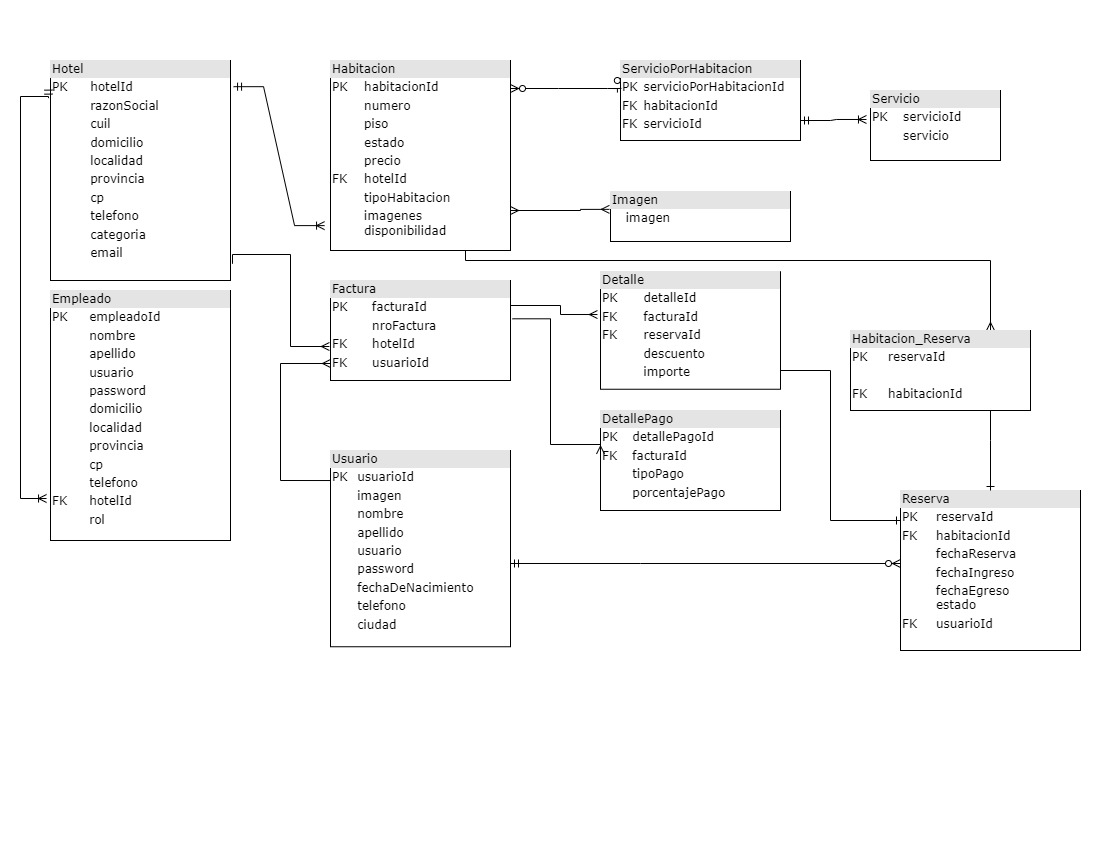 Hotel
PK hotelId
razonSocial
cuil
domicilio
localidad
provincia
cp
telefono
categoria
email
Empleado
PK empleadoId
nombre
apellido
usuario
password
domicilio
localidad
provincia
cp
telefono
FK hotelId
rol
Habitacion
PK habitacionId
numero
piso
estado
precio
FK hotelId
tipoHabitacion
imagenes
disponibilidad
Factura
PK facturaId
nroFactura
FK hotelId
FK usuarioId
Usuario
PK usuarioId
imagen
nombre
apellido
usuario
password
fechaDeNacimiento
telefono
ciudad
ServicioPorHabitacion
PK servicioPorHabitacionId
FK habitacionId
FK servicioId
Servicio
PK servicioId
servicio
Imagen
imagen
Detalle
PK detalleId
FK facturaId
FK reservaId
descuento
importe
DetallePago
PK detallePagoId
FK facturaId
tipoPago
porcentajePago
Habitacion_Reserva
PK reservaId
FK habitacionId
Reserva
PK reservaId
FK habitacionId
fechaReserva
fechaIngreso
fechaEgreso
estado
FK usuarioId